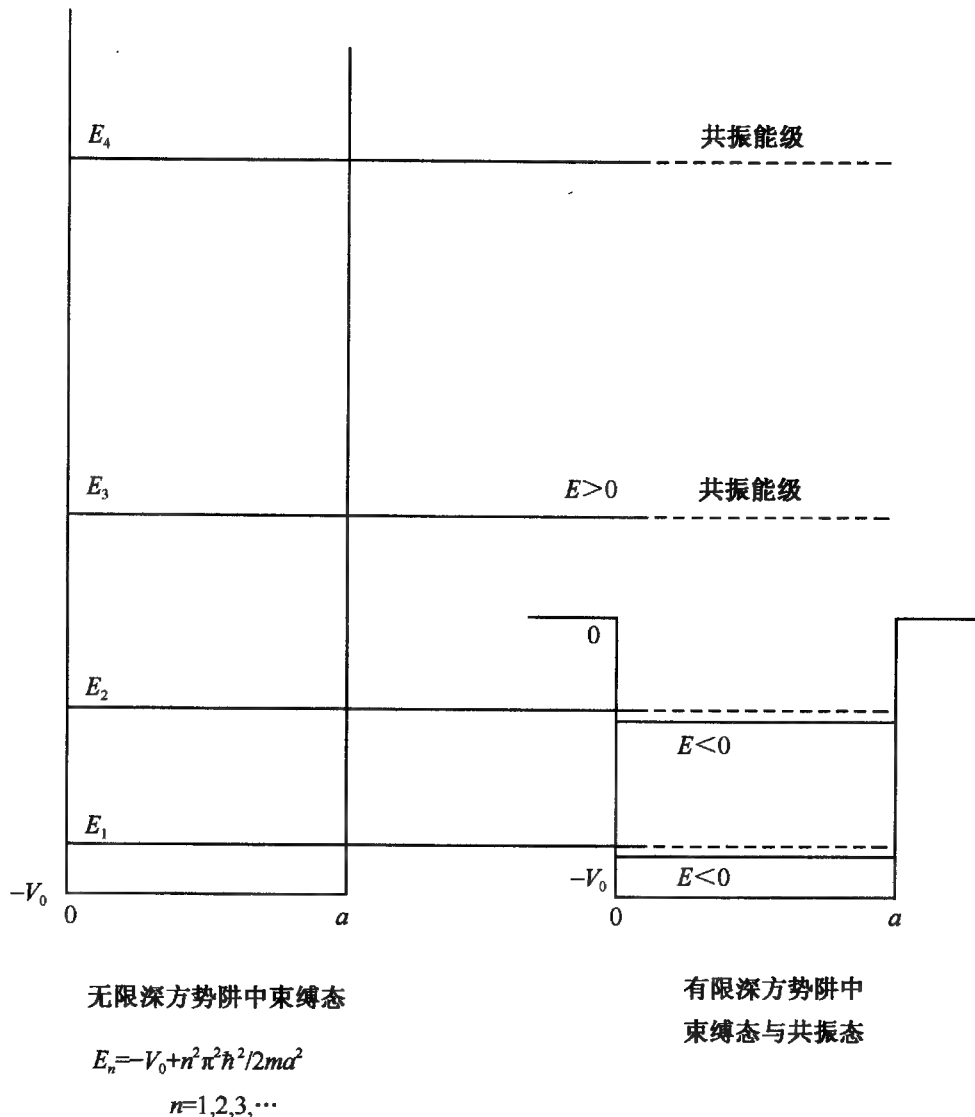 E₄
共振能级
E₃
E>0
共振能级
0
E₂
E<0
E₁
E<0
–V₀
–V₀
0
a
0
a
无限深方势阱中束缚态
Eₙ=–V₀+n²π²ħ²/2ma²
n=1,2,3,⋯
有限深方势阱中
束缚态与共振态